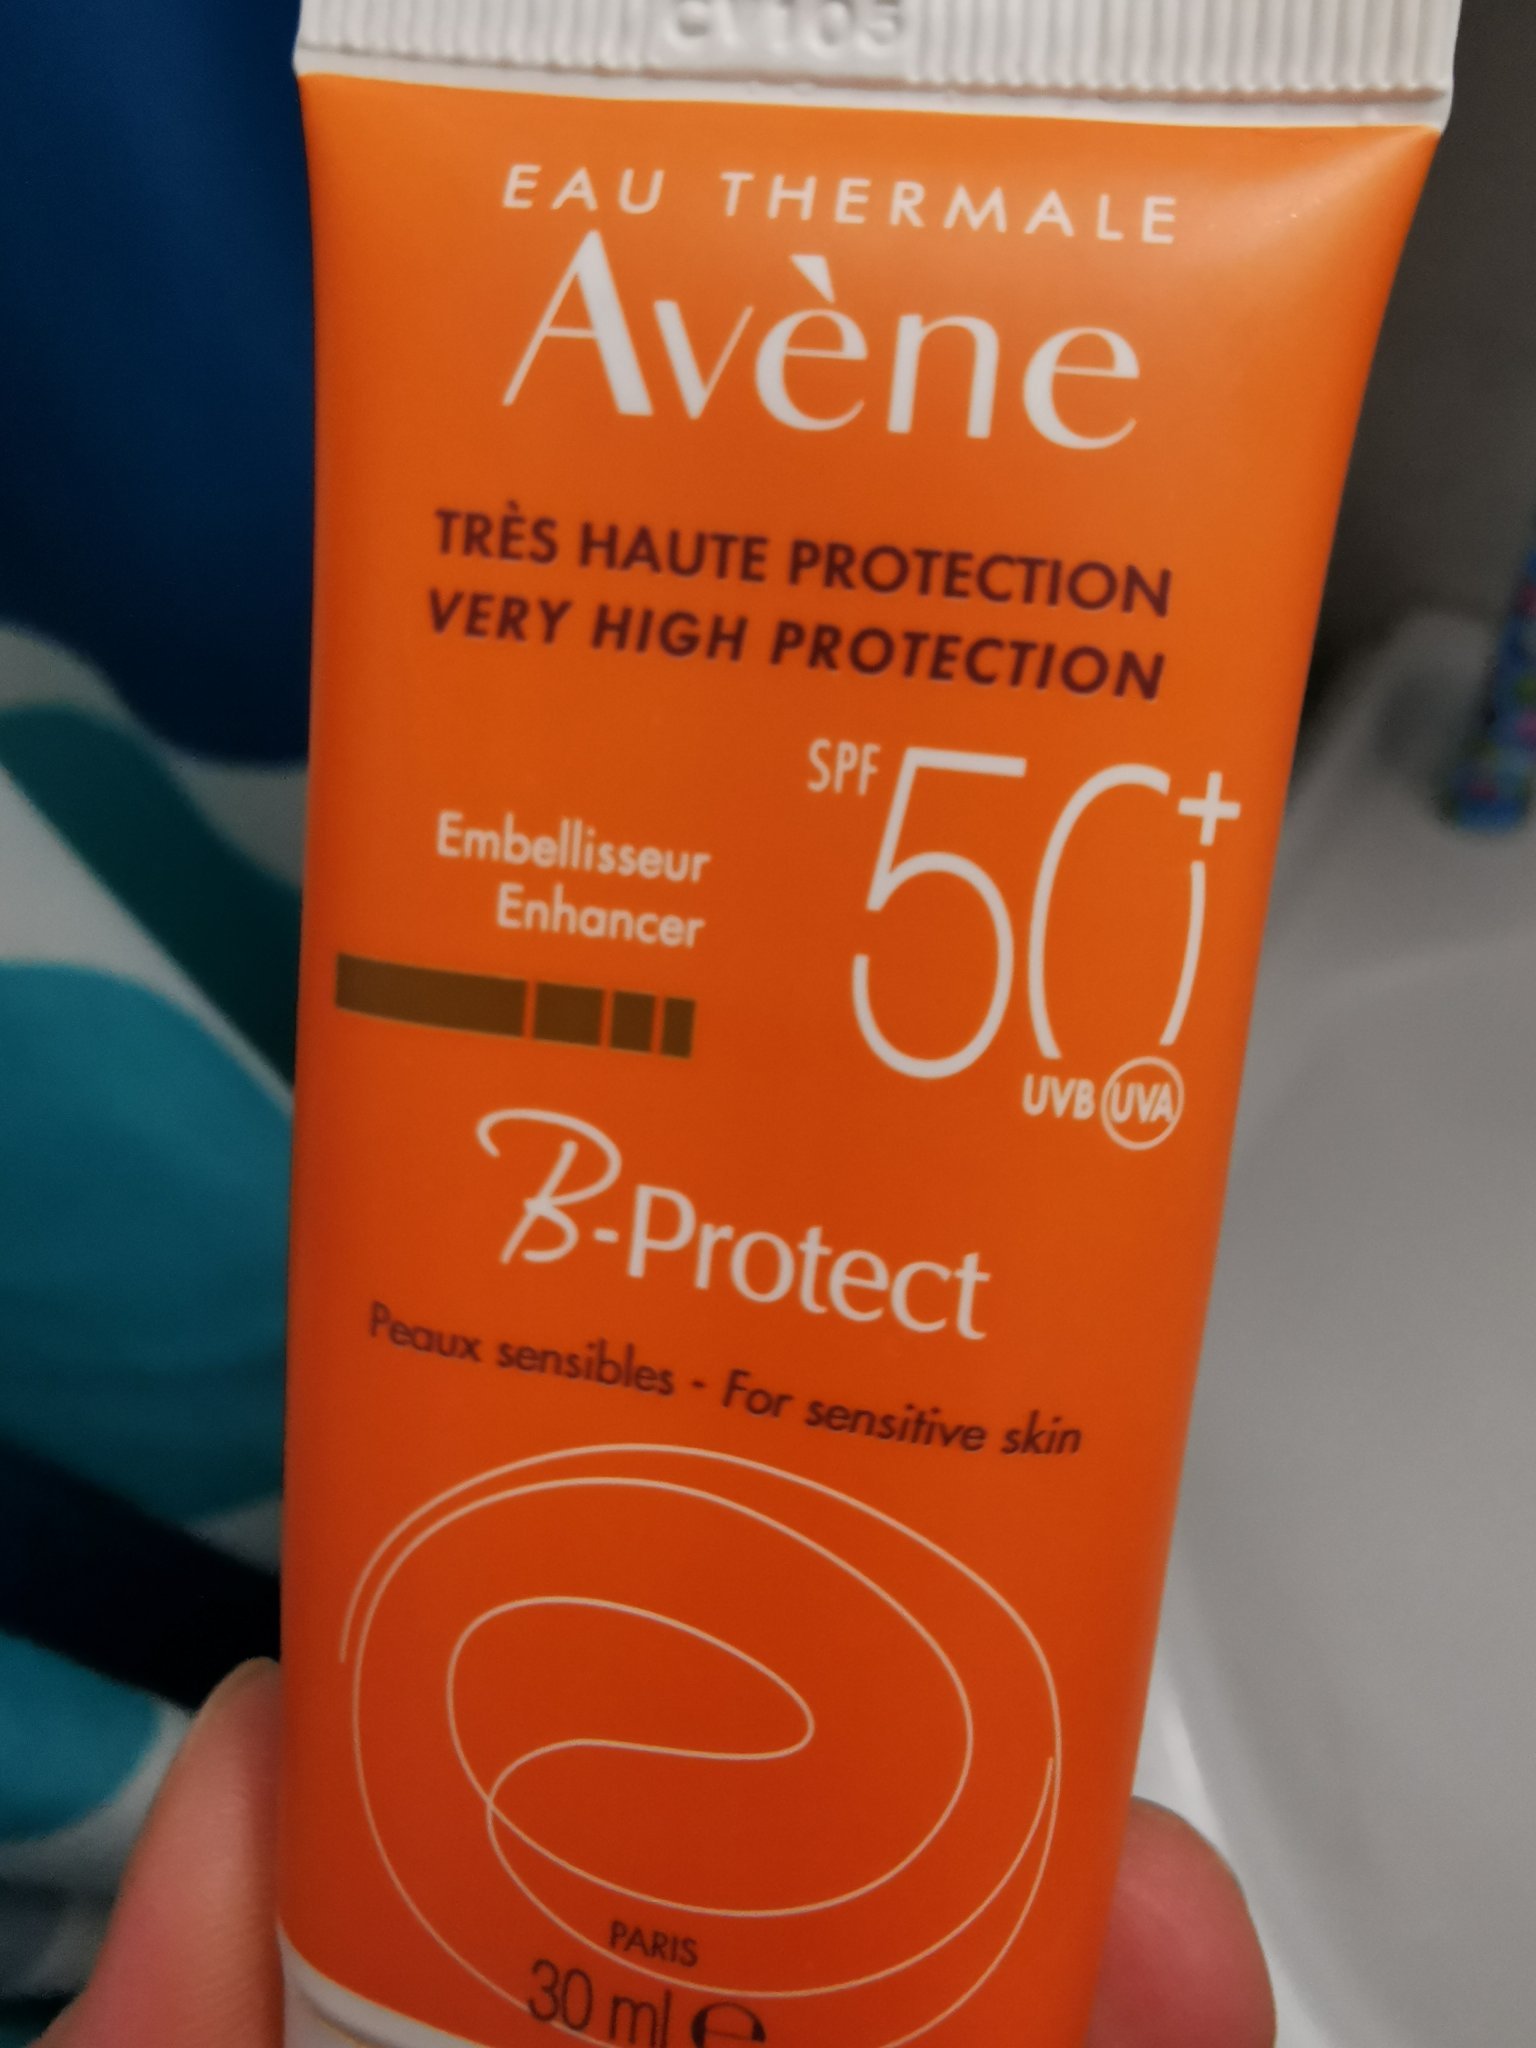 CV105
EAU THERMALE
Avène
TRÈS HAUTE PROTECTION
VERY HIGH PROTECTION
SPF 50+
Embellisseur
Enhancer
UVB UVA
B-Protect
Peaux sensibles - For sensitive skin
PARIS
30 ml e